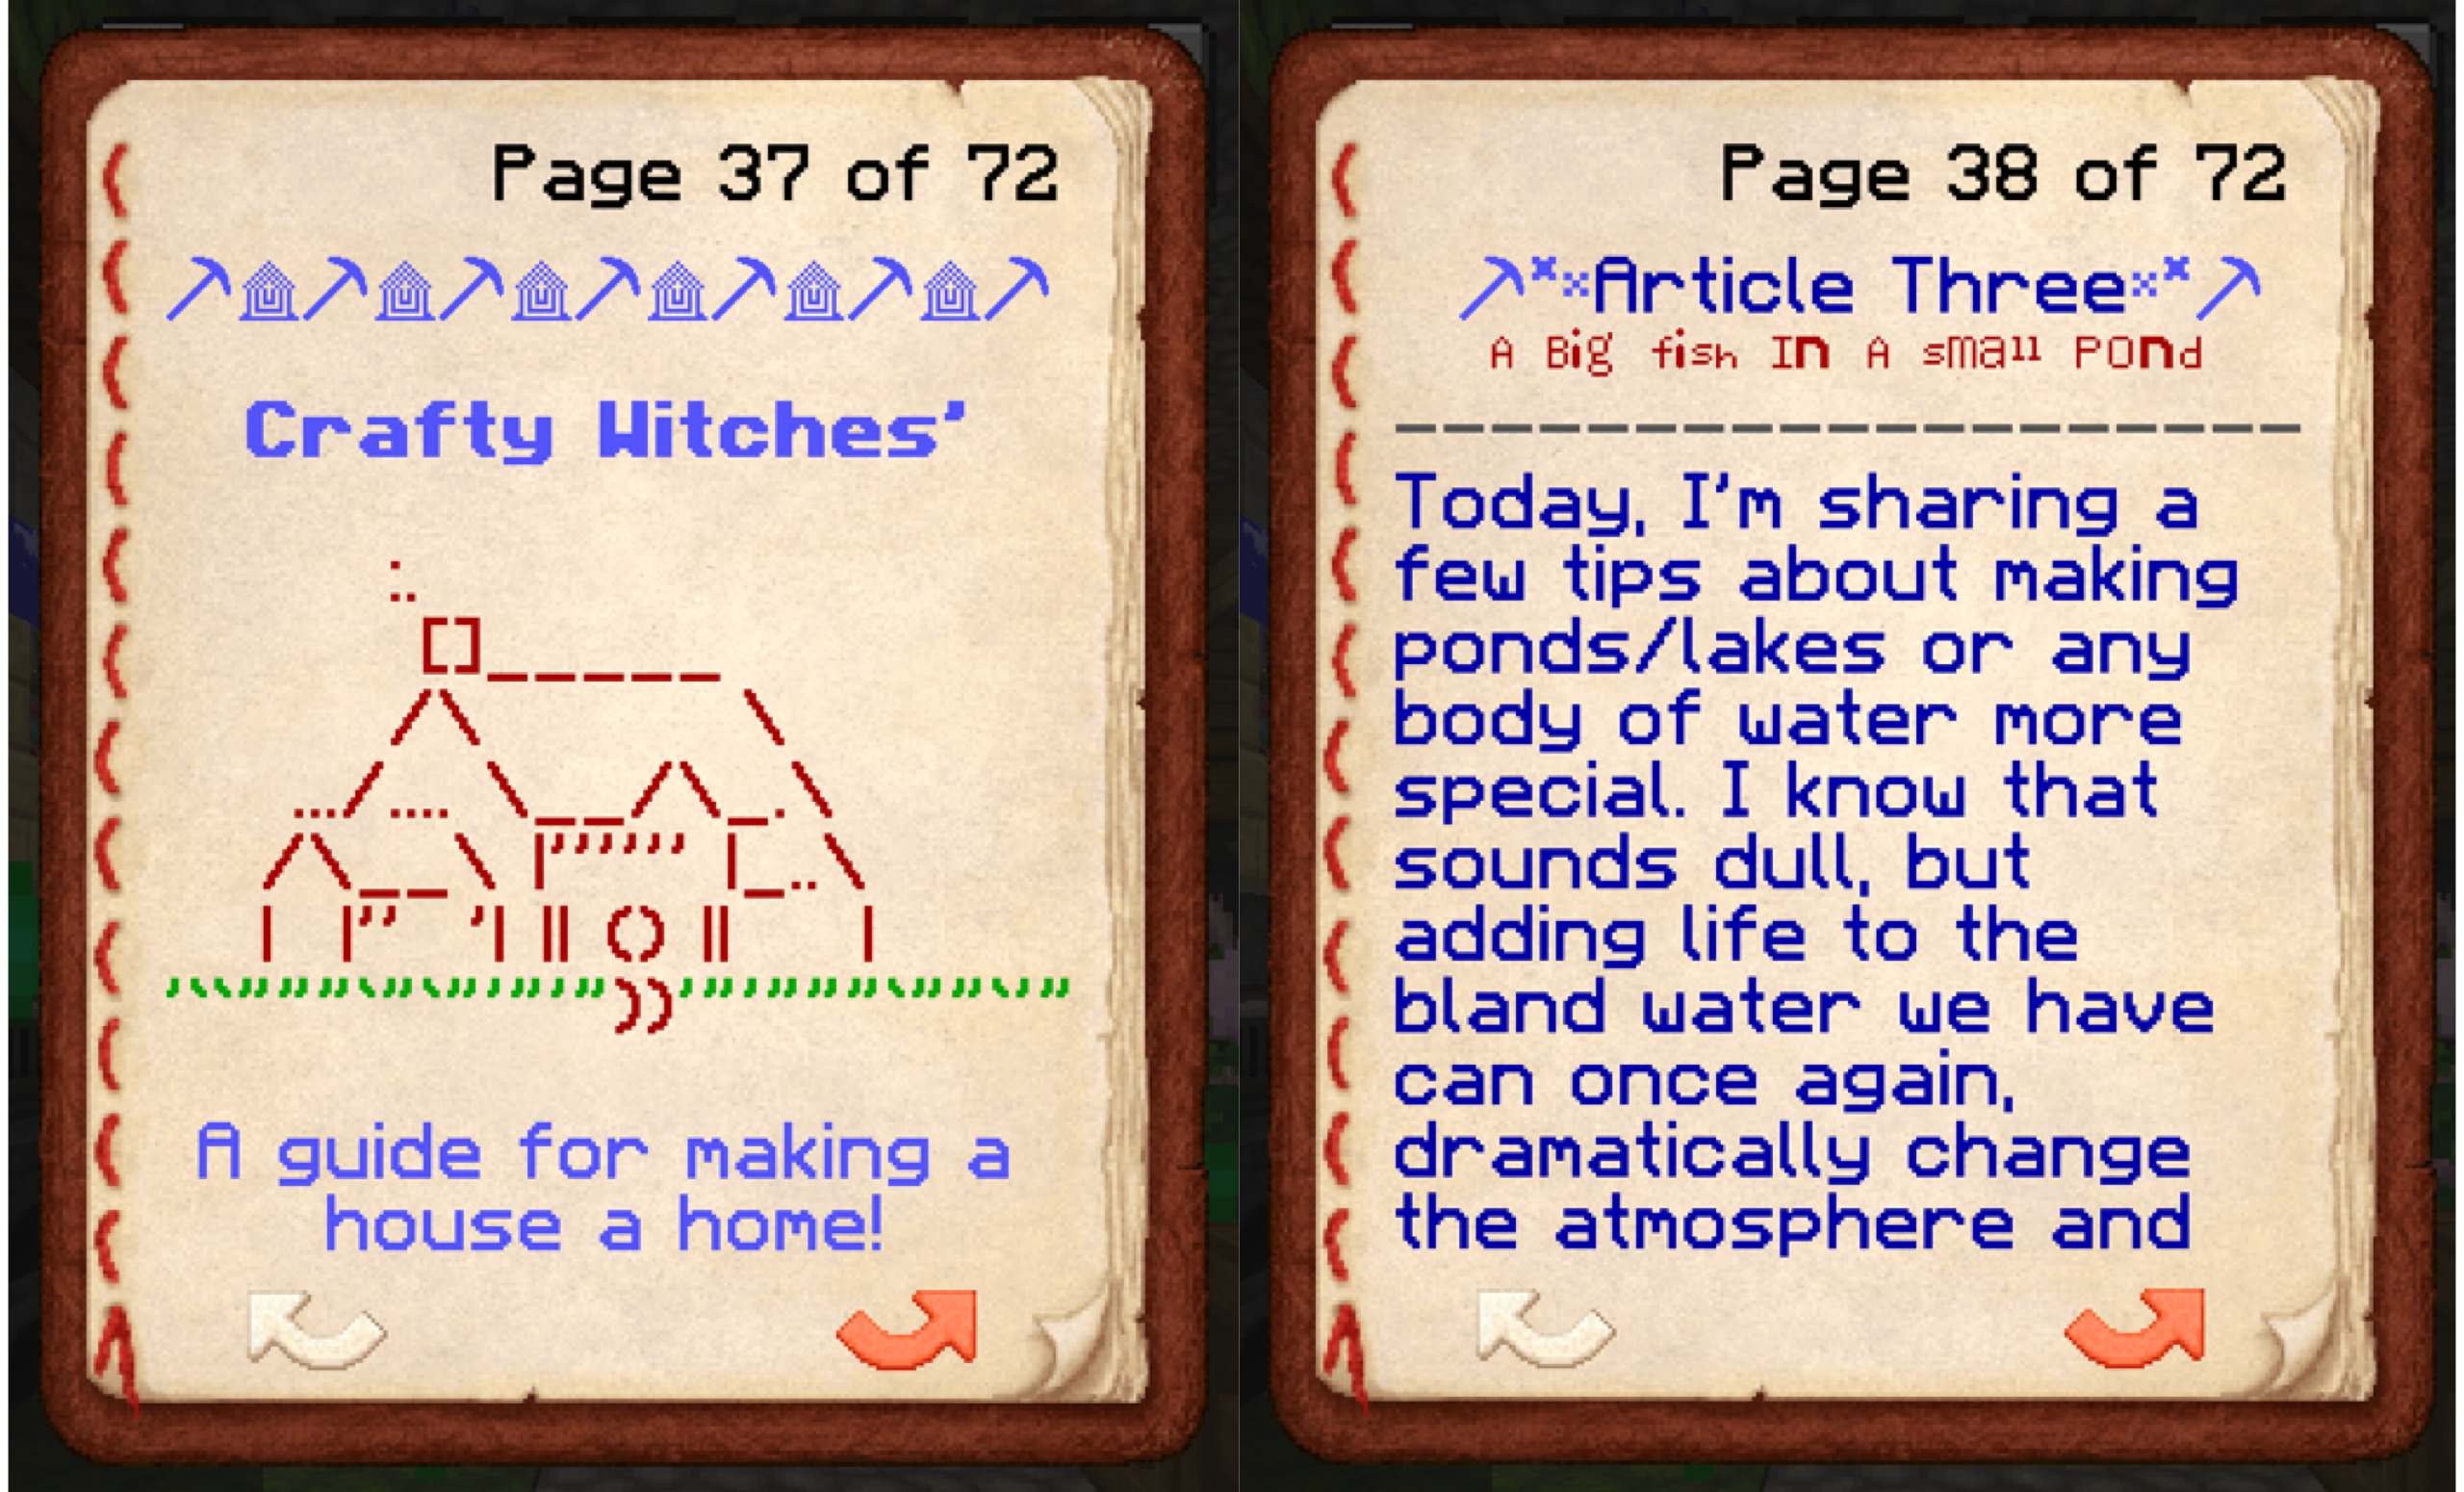 Page 37 of 72
Crafty Witches'
A guide for making a
house a home!
Page 38 of 72
Article Three
A Big fish In A small POnd
Today, I'm sharing a
few tips about making
ponds/lakes or any
body of water more
special. I know that
sounds dull, but
adding life to the
bland water we have
can once again,
dramatically change
the atmosphere and